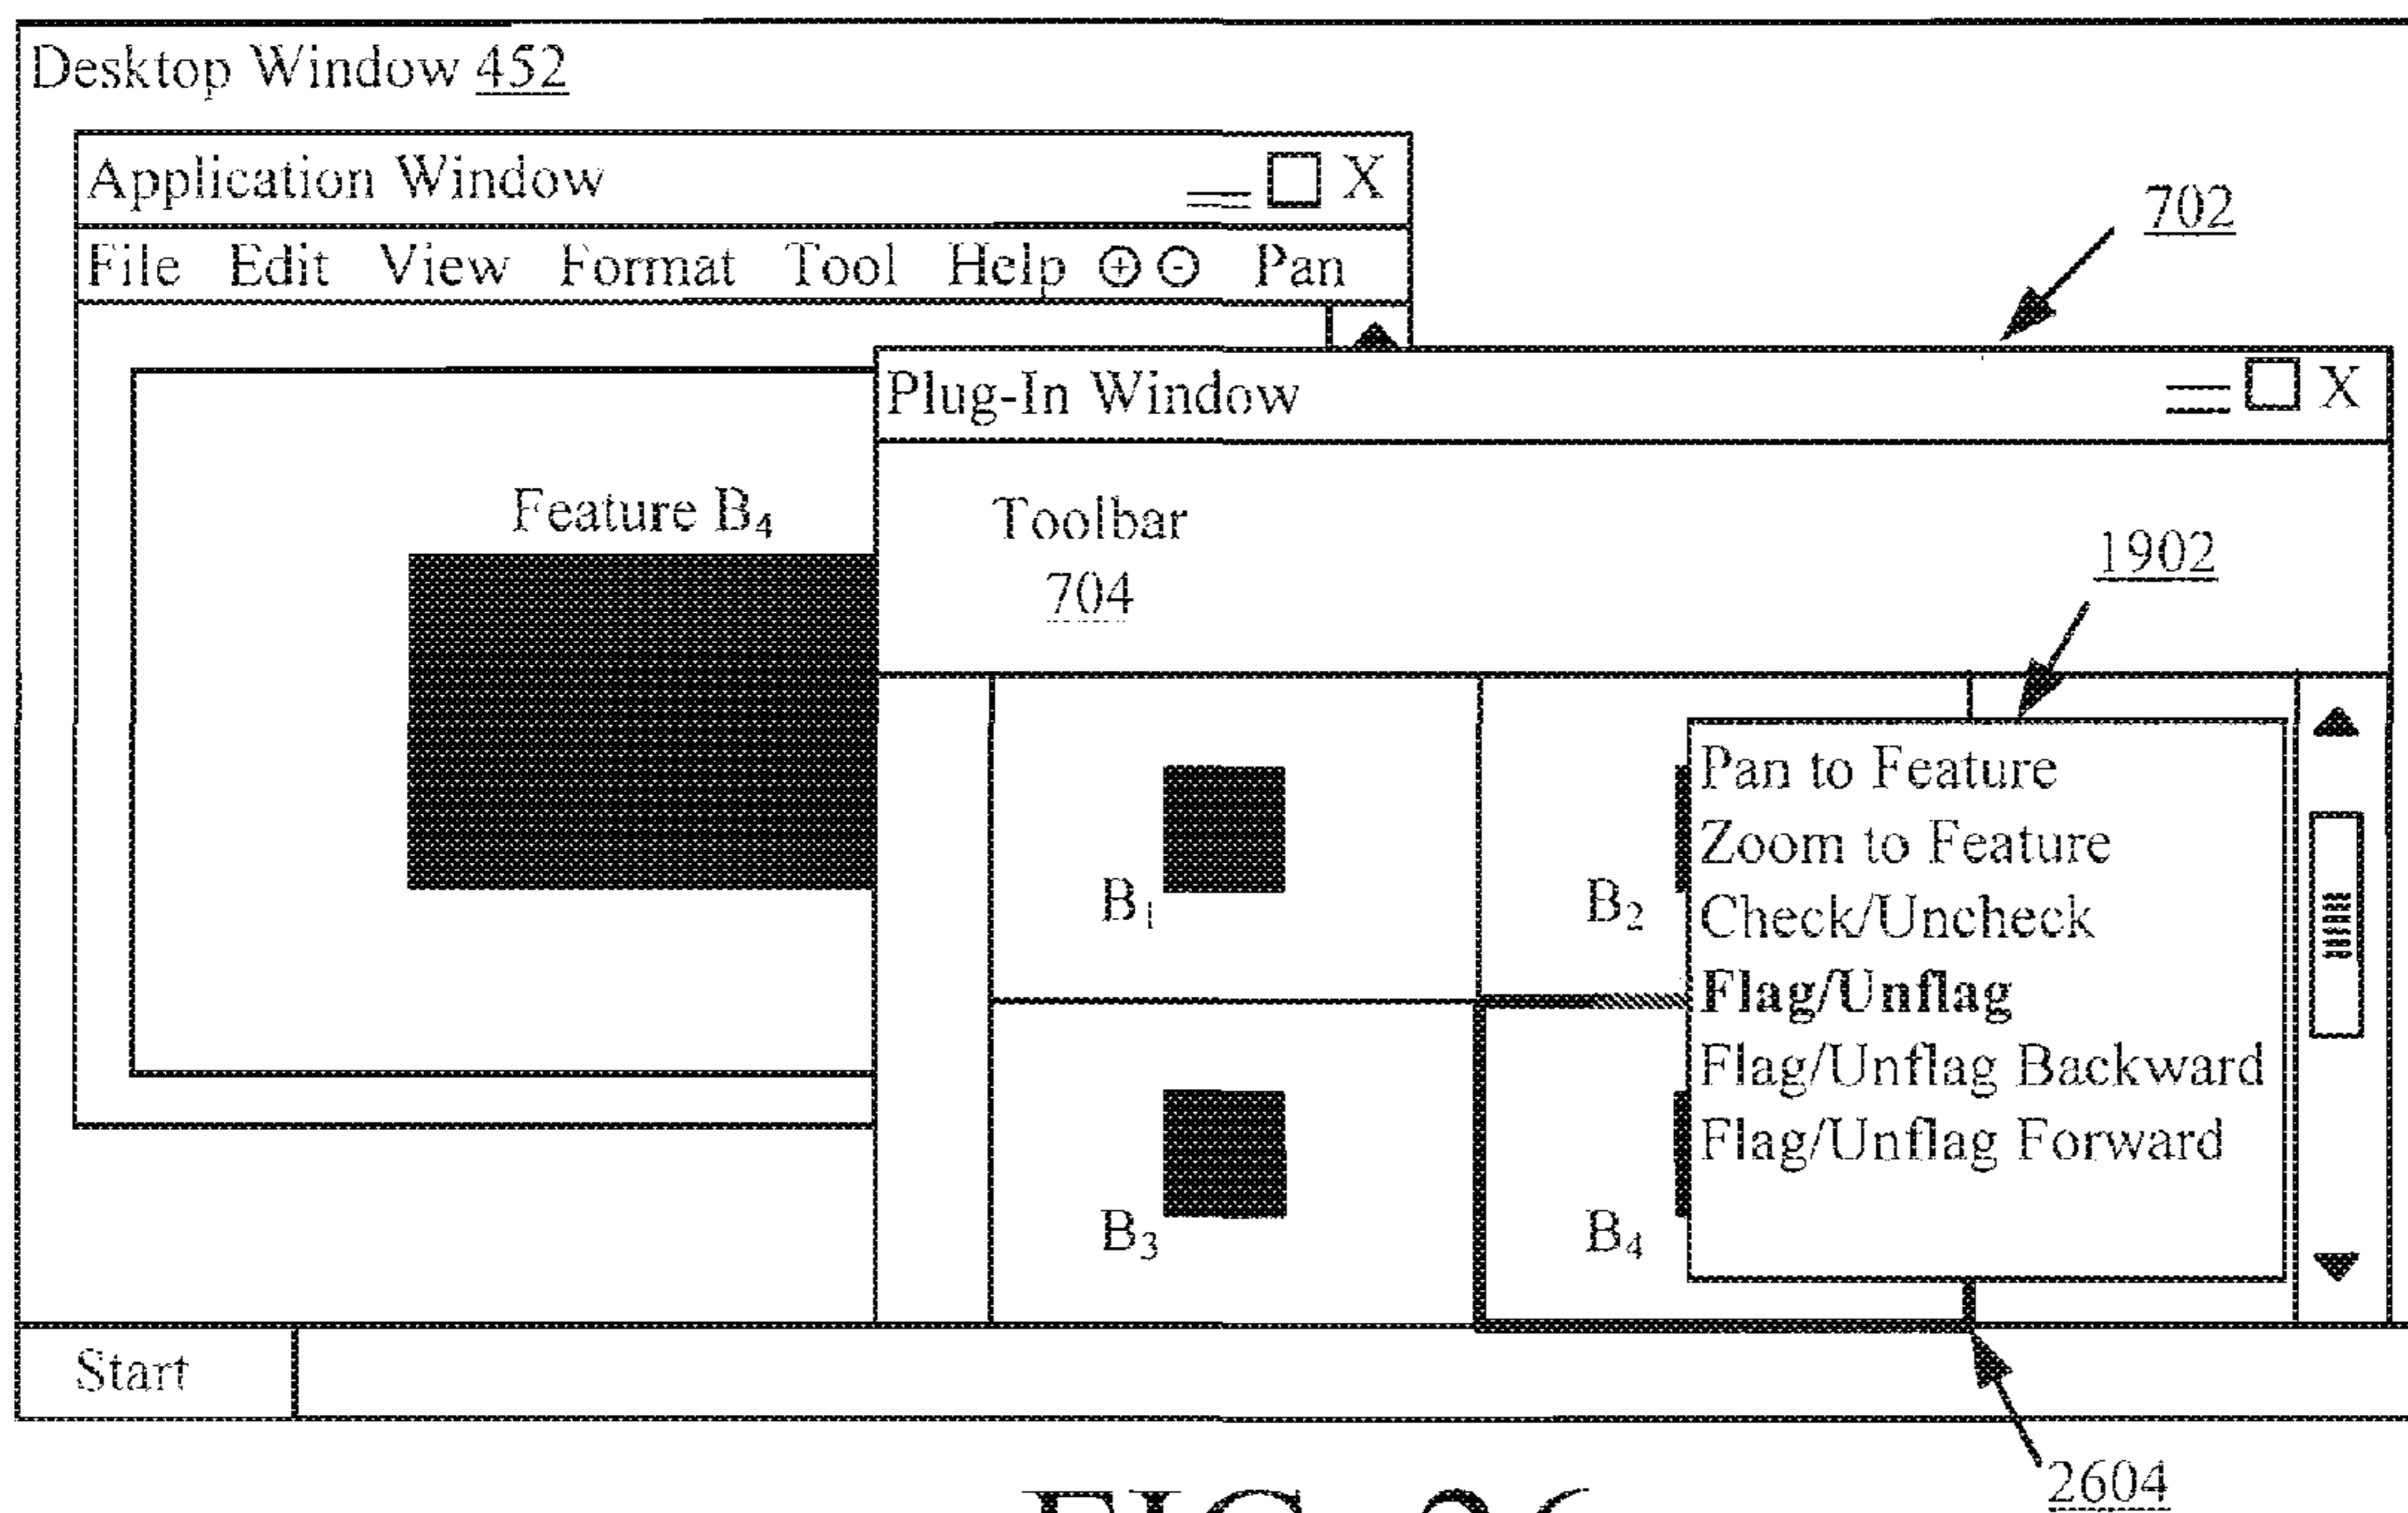 Desktop Window 452
Application Window X
File Edit View Format Tool Help + - Pan
702
Plug-In Window X
Feature B₄
Toolbar
704
1902
B₁
B₂
B₃
B₄
Pan to Feature
Zoom to Feature
Check/Uncheck
Flag/Unflag
Flag/Unflag Backward
Flag/Unflag Forward
Start
2604